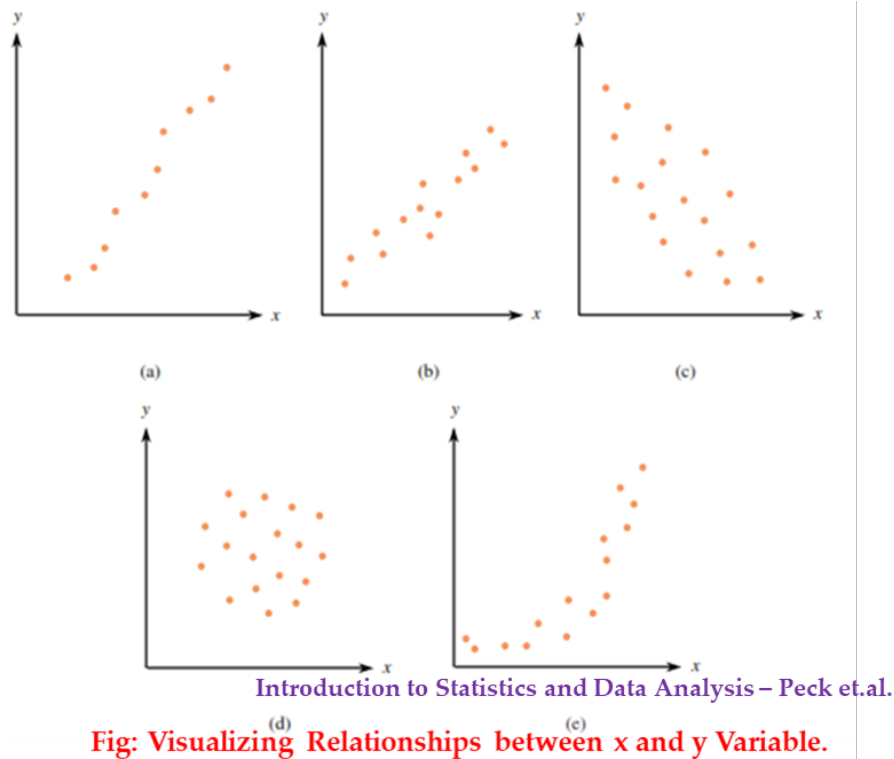 y y y
x x x
(a) (b) (c)
y y
x x
Introduction to Statistics and Data Analysis – Peck et.al.
(d) (e)
Fig: Visualizing Relationships between x and y Variable.